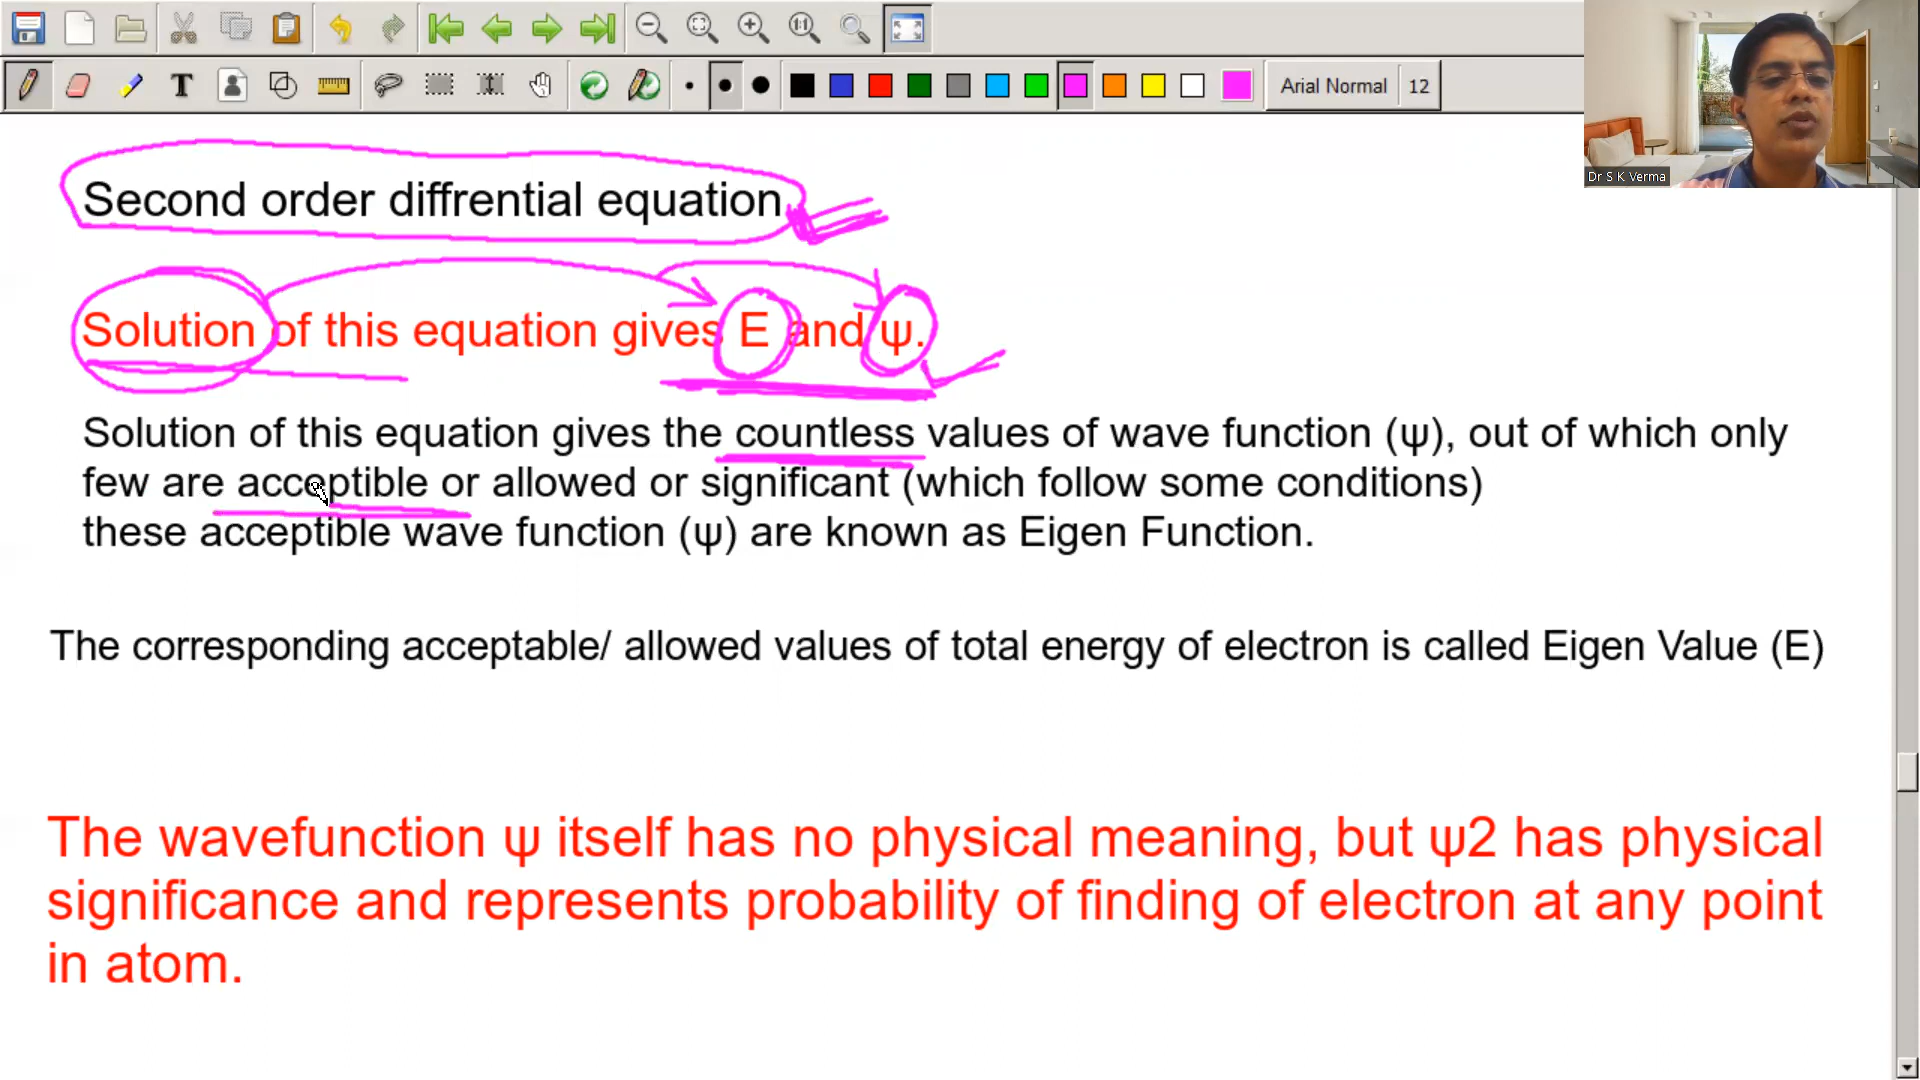 Arial Normal 12
Dr S K Verma
Second order diffrential equation
Solution of this equation gives E and ψ.
Solution of this equation gives the countless values of wave function (ψ), out of which only
few are acceptible or allowed or significant (which follow some conditions)
these acceptible wave function (ψ) are known as Eigen Function.
The corresponding acceptable/ allowed values of total energy of electron is called Eigen Value (E)
The wavefunction ψ itself has no physical meaning, but ψ2 has physical
significance and represents probability of finding of electron at any point
in atom.